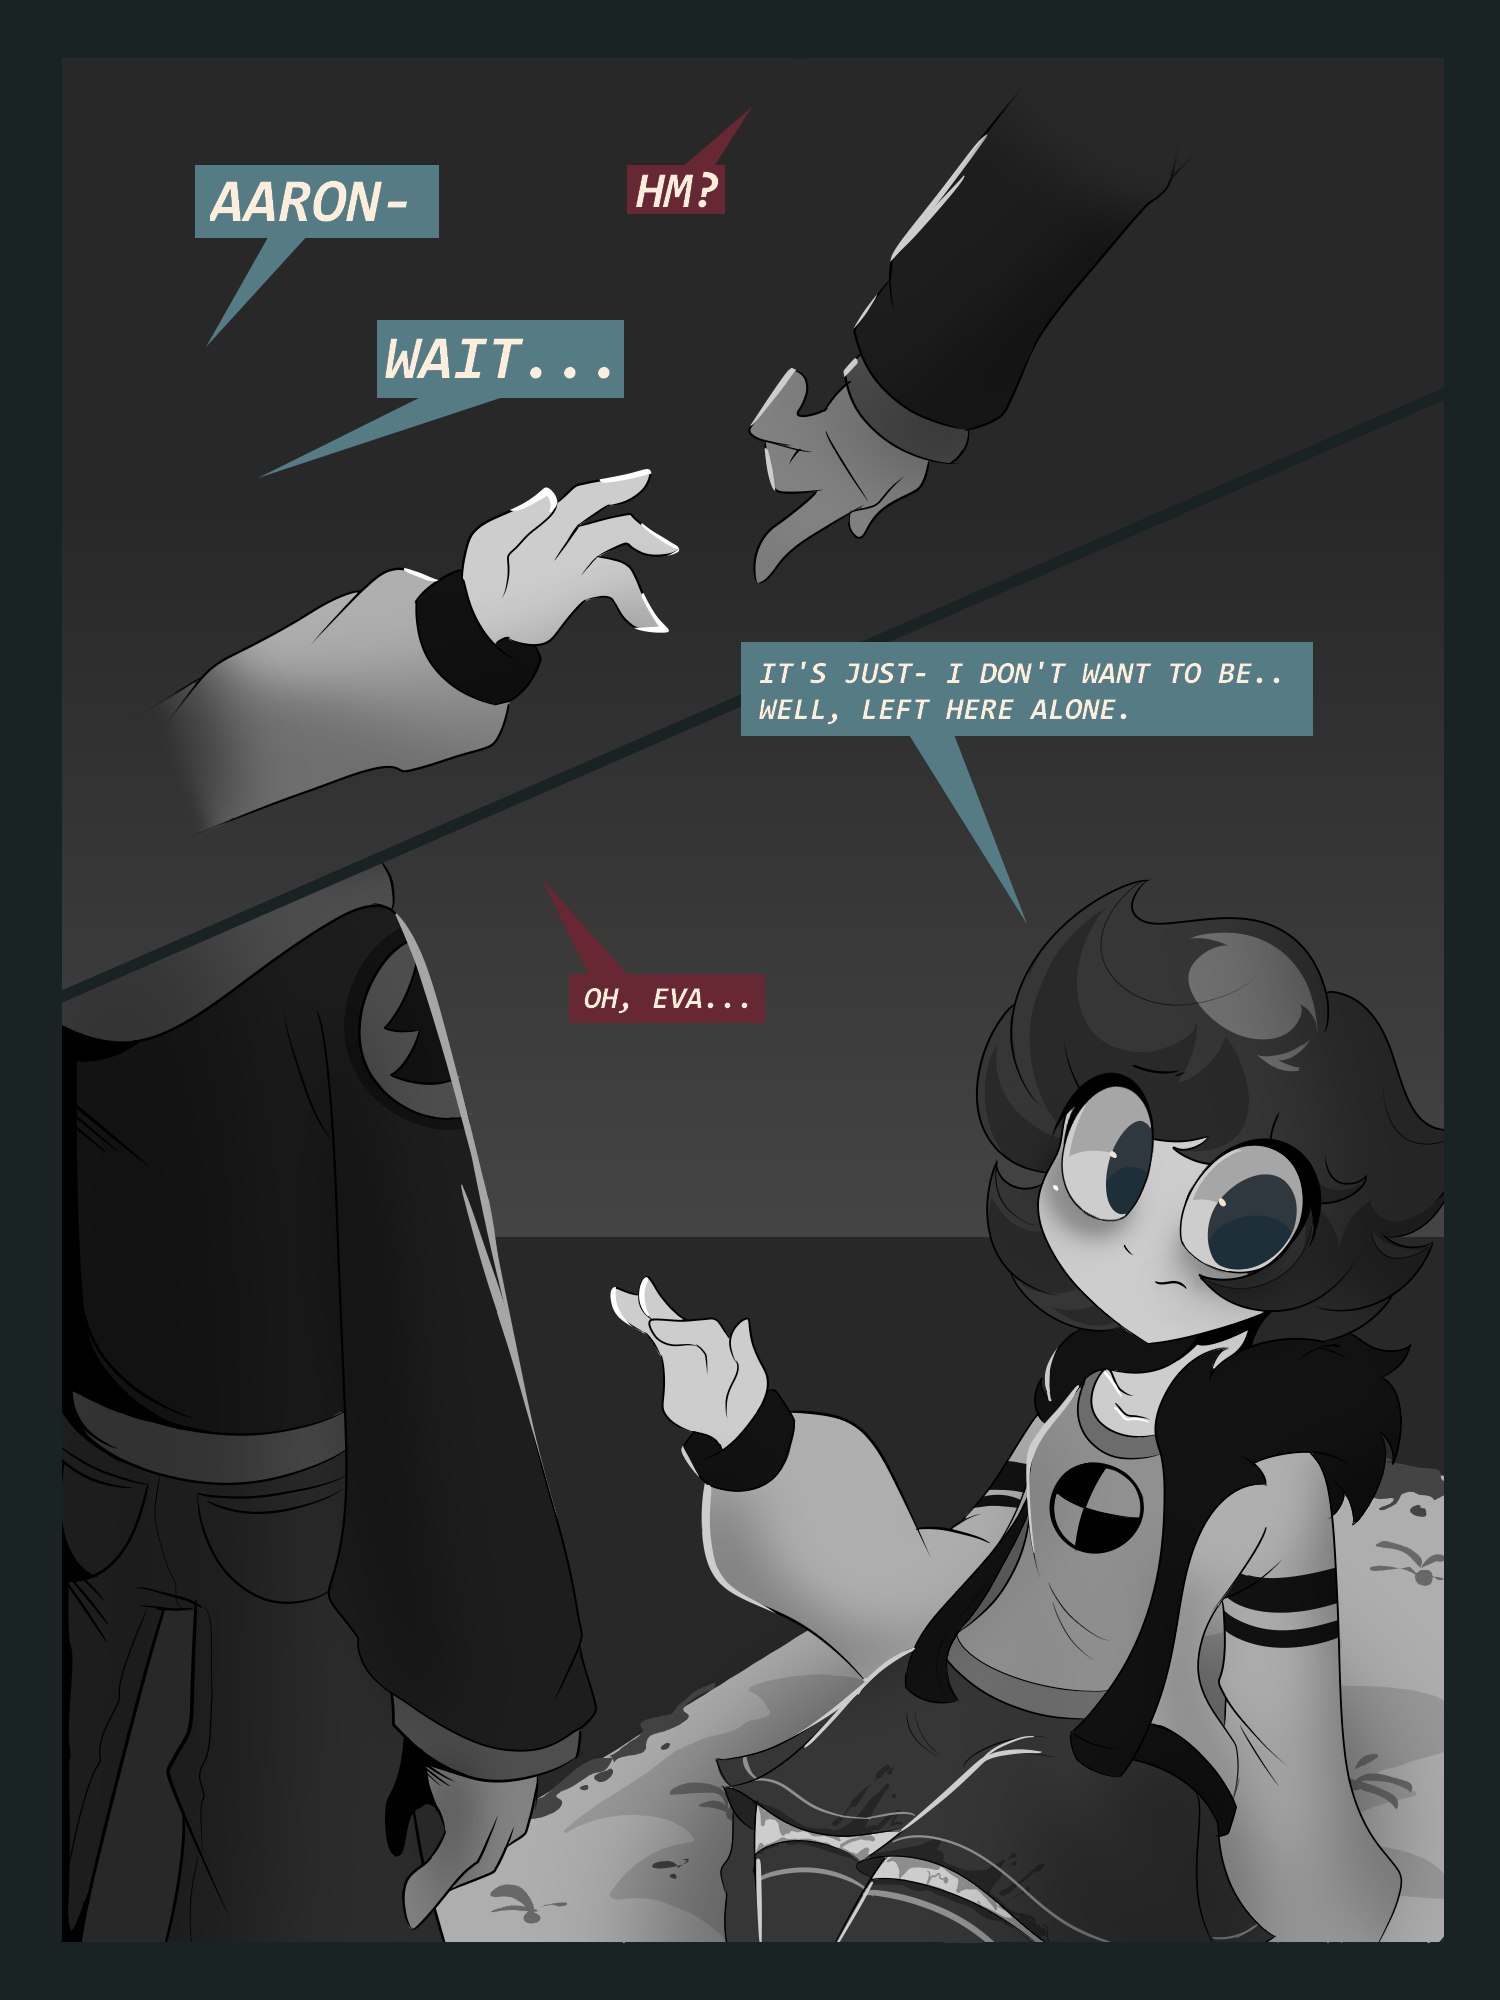 AARON-
HM?
WAIT...
IT'S JUST- I DON'T WANT TO BE..
WELL, LEFT HERE ALONE.
OH, EVA...